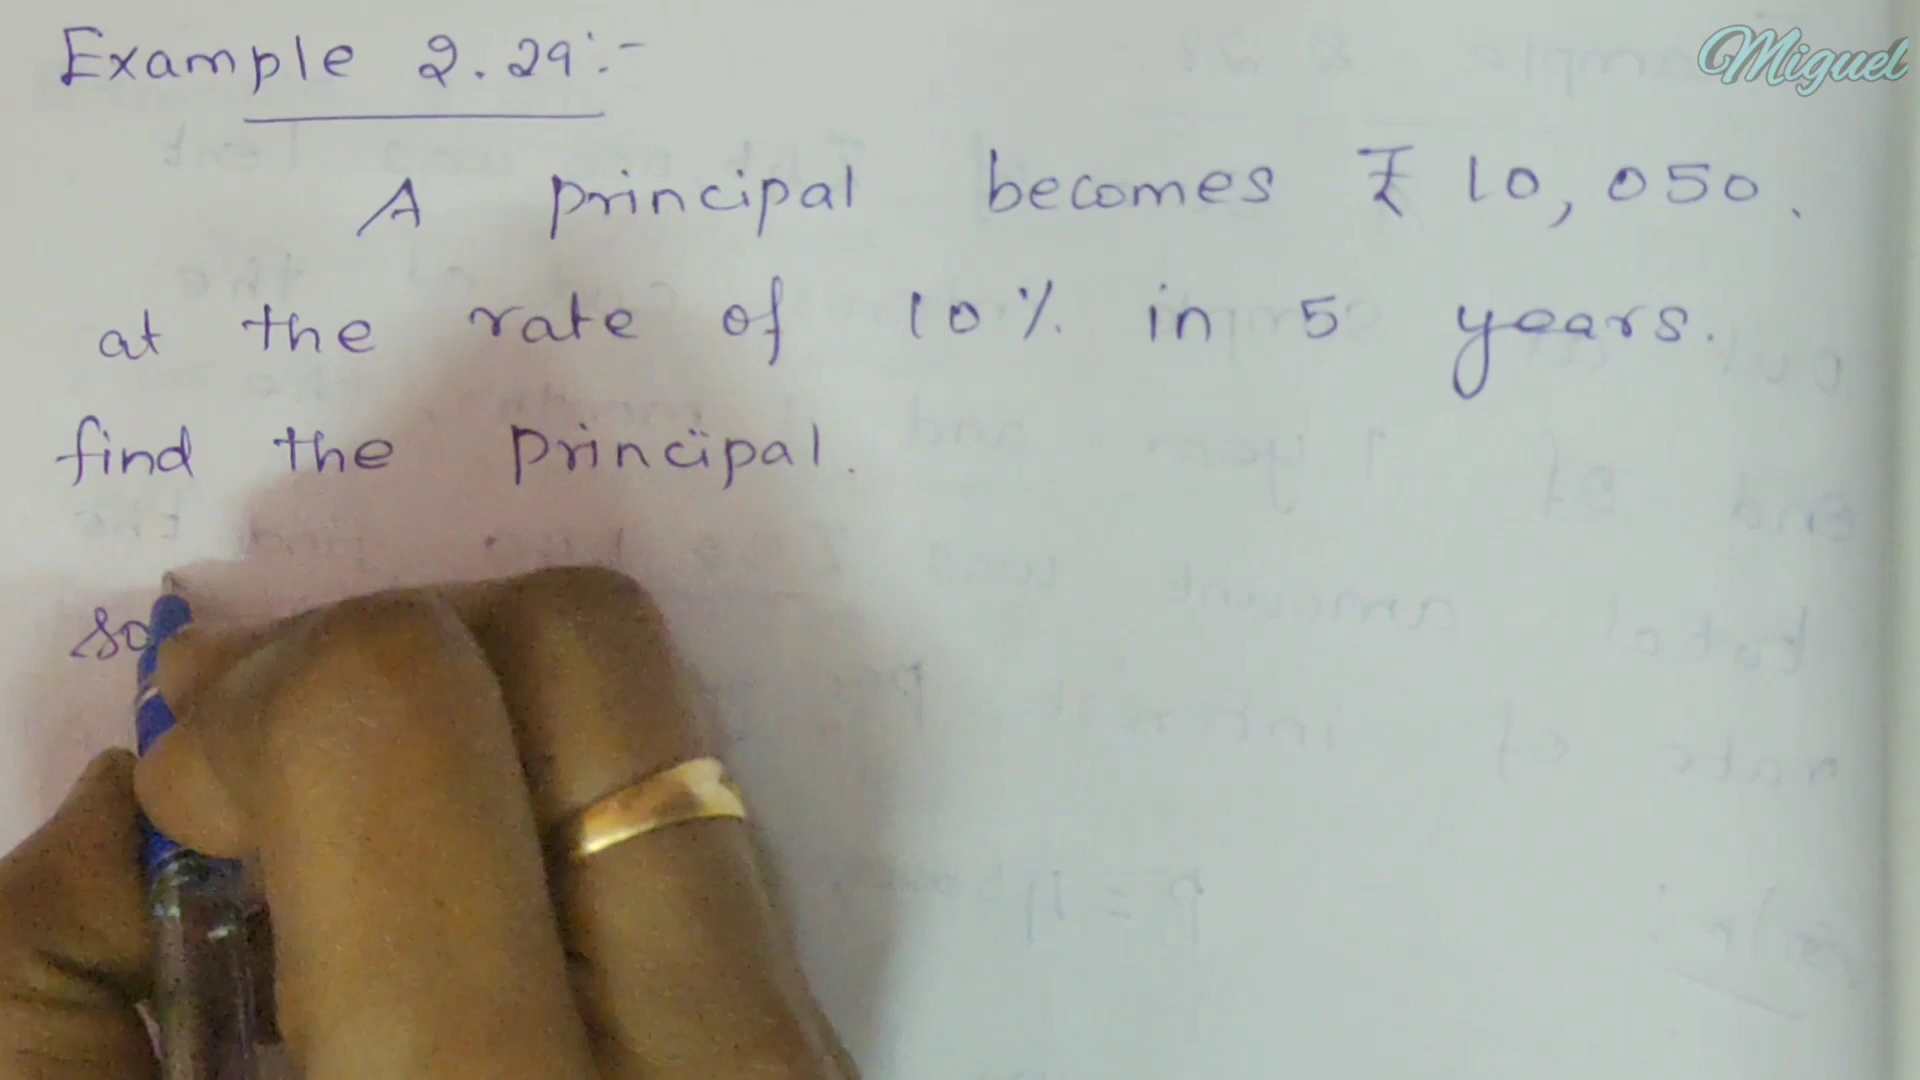 Example 2.29:-
Miguel
A principal becomes ₹ 10,050.
at the rate of 10% in 5 years.
find the principal.
so